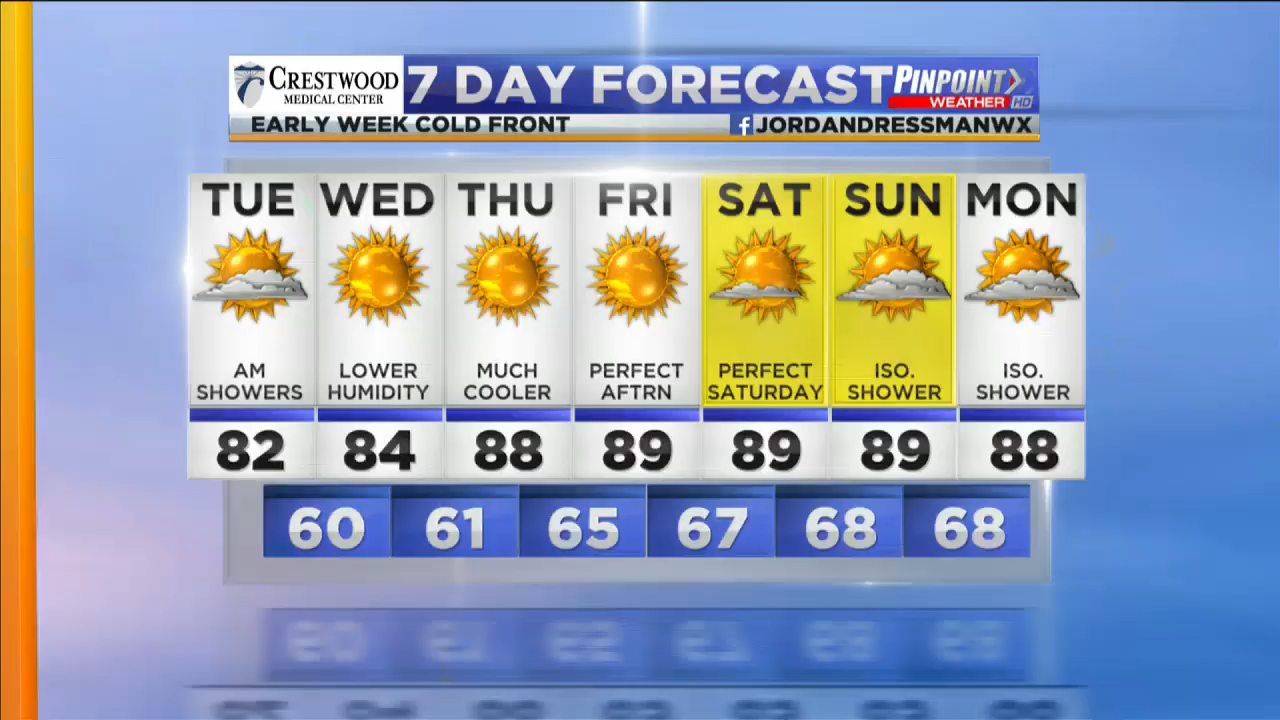 CRESTWOOD
MEDICAL CENTER
7 DAY FORECAST
PINPOINT
WEATHER HD
EARLY WEEK COLD FRONT
f JORDANDRESSMANWX
TUE WED THU FRI SAT SUN MON
AM SHOWERS
LOWER HUMIDITY
MUCH COOLER
PERFECT AFTRN
PERFECT SATURDAY
ISO. SHOWER
ISO. SHOWER
82 84 88 89 89 89 88
60 61 65 67 68 68